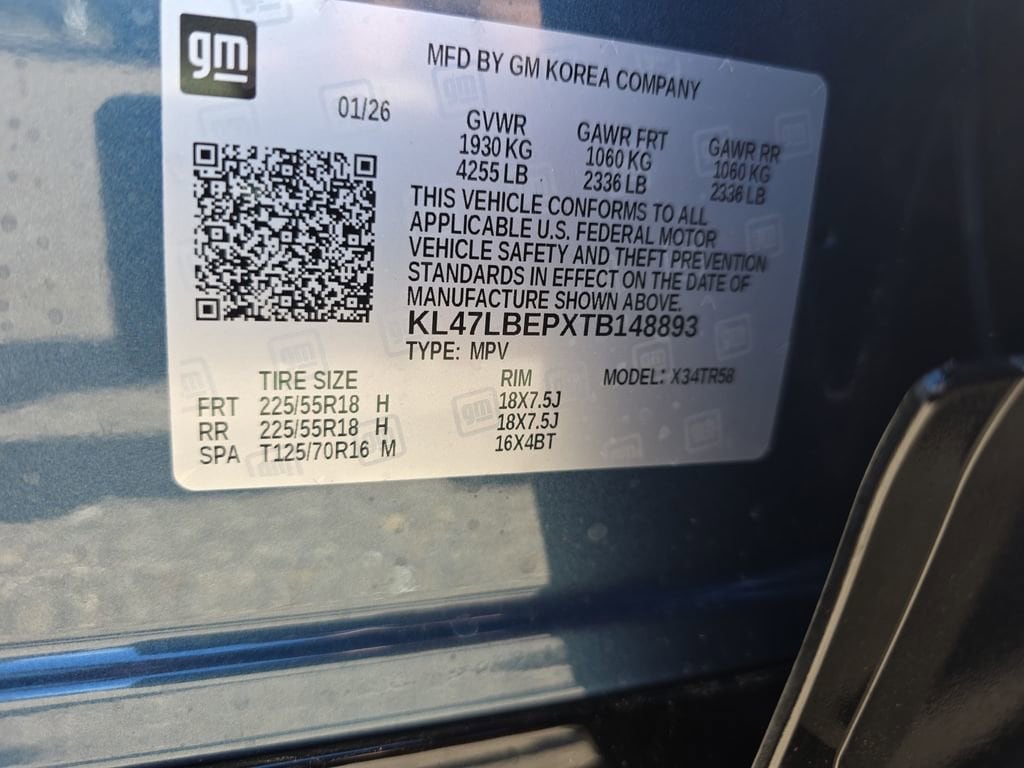 gm
MFD BY GM KOREA COMPANY
01/26
GVWR GAWR FRT GAWR RR
1930 KG 1060 KG 1060 KG
4255 LB 2336 LB 2336 LB
THIS VEHICLE CONFORMS TO ALL
APPLICABLE U.S. FEDERAL MOTOR
VEHICLE SAFETY AND THEFT PREVENTION
STANDARDS IN EFFECT ON THE DATE OF
MANUFACTURE SHOWN ABOVE.
KL47LBEPXTB148893
TYPE: MPV
TIRE SIZE RIM MODEL: X34TR58
FRT 225/55R18 H 18X7.5J
RR 225/55R18 H 18X7.5J
SPA T125/70R16 M 16X4BT